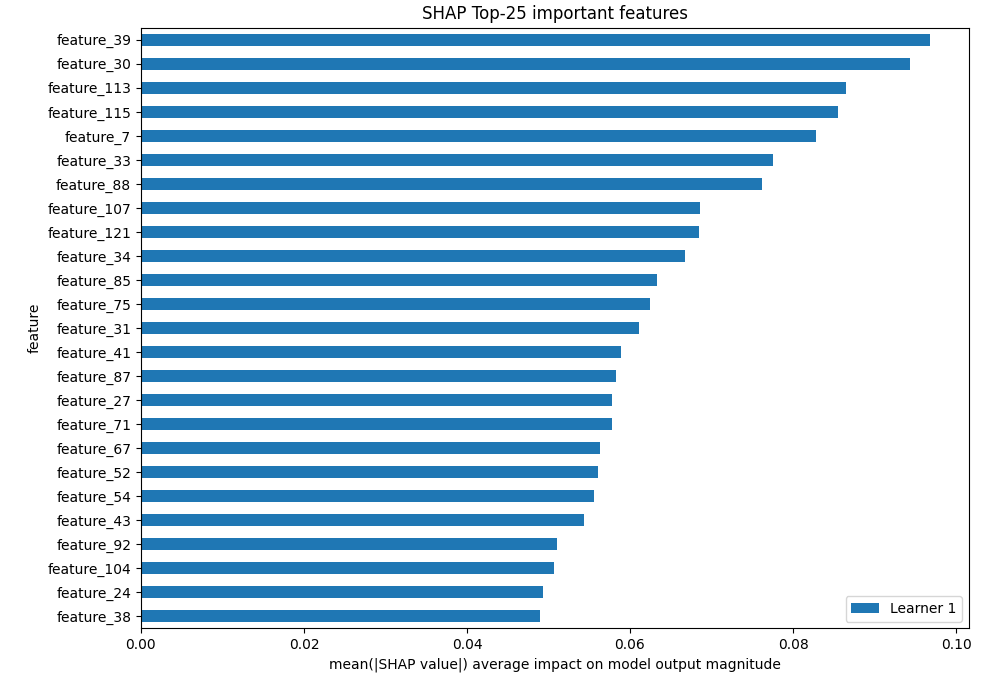 SHAP Top-25 important features
feature_39
feature_30
feature_113
feature_115
feature_7
feature_33
feature_88
feature_107
feature_121
feature_34
feature_85
feature_75
feature_31
feature_41
feature_87
feature_27
feature_71
feature_67
feature_52
feature_54
feature_43
feature_92
feature_104
feature_24
feature_38
feature
Learner 1
0.00 0.02 0.04 0.06 0.08 0.10
mean(|SHAP value|) average impact on model output magnitude